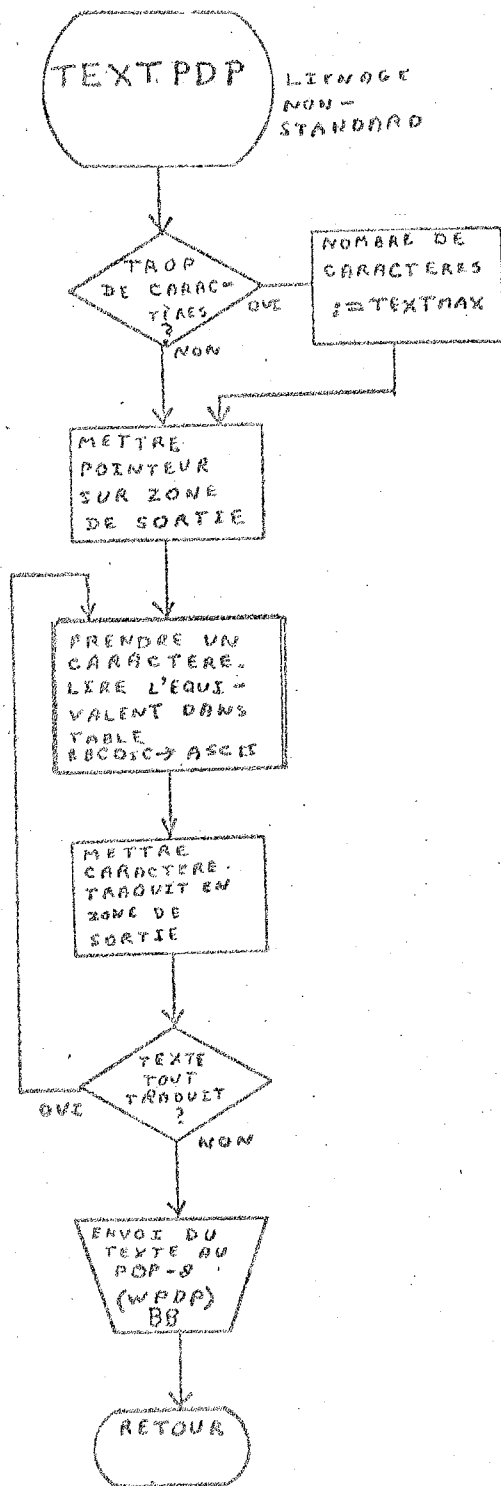 TEXT.PDP
LIENAGE
NON-
STANDARD
TROP
DE CARAC-
TÈRES
?
OUI
NON
NOMBRE DE
CARACTERES
:= TEXTMAX
METTRE
POINTEUR
SUR ZONE
DE SORTIE
PRENDRE UN
CARACTERE.
LIRE L'EQUI-
VALENT DANS
TABLE
EBCDIC → ASCII
METTRE
CARACTERE.
TRADUIT EN
ZONE DE
SORTIE
TEXTE
TOUT
TRADUIT
?
OUI
NON
ENVOI DU
TEXTE AU
PDP-8
(WPDP)
BB
RETOUR